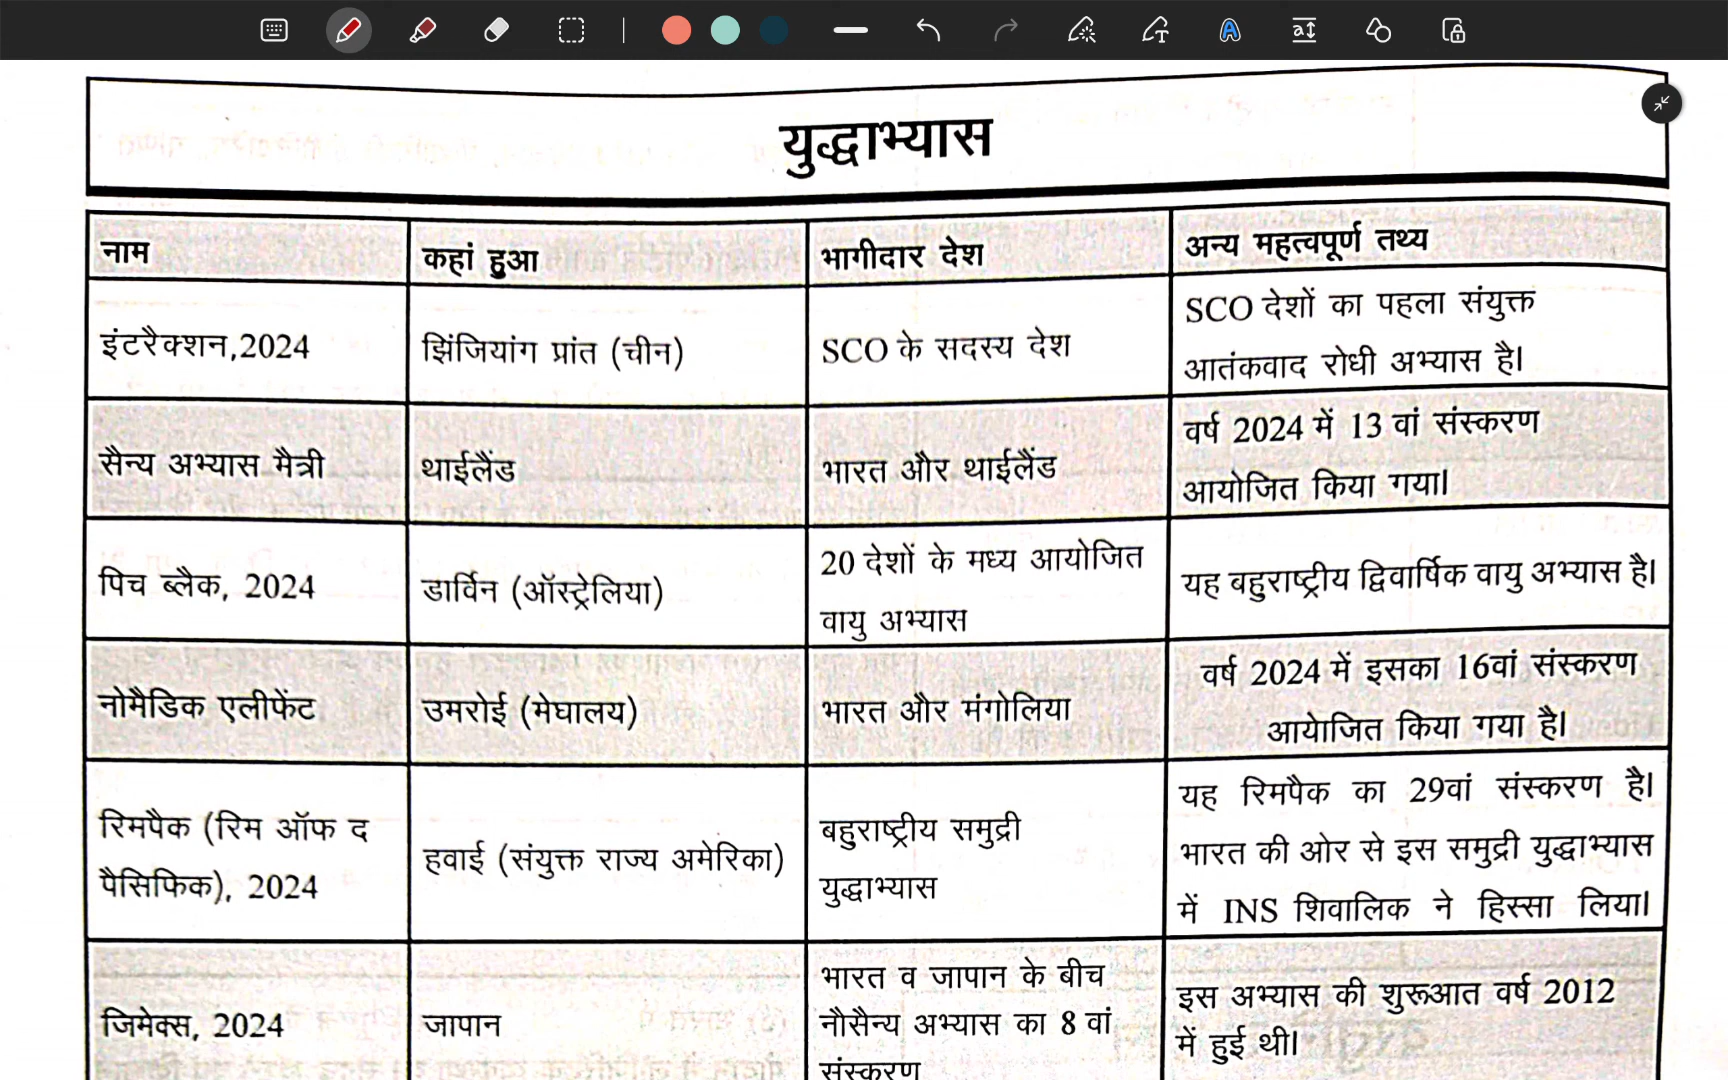 युद्धाभ्यास
नाम
कहां हुआ
भागीदार देश
अन्य महत्वपूर्ण तथ्य
इंटरैक्शन,2024
झिंजियांग प्रांत (चीन)
SCO के सदस्य देश
SCO देशों का पहला संयुक्त
आतंकवाद रोधी अभ्यास है।
सैन्य अभ्यास मैत्री
थाईलैंड
भारत और थाईलैंड
वर्ष 2024 में 13 वां संस्करण
आयोजित किया गया।
पिच ब्लैक, 2024
डार्विन (ऑस्ट्रेलिया)
20 देशों के मध्य आयोजित
वायु अभ्यास
यह बहुराष्ट्रीय द्विवार्षिक वायु अभ्यास है।
नोमैडिक एलीफेंट
उमरोई (मेघालय)
भारत और मंगोलिया
वर्ष 2024 में इसका 16वां संस्करण
आयोजित किया गया है।
रिमपैक (रिम ऑफ द
पैसिफिक), 2024
हवाई (संयुक्त राज्य अमेरिका)
बहुराष्ट्रीय समुद्री
युद्धाभ्यास
यह रिमपैक का 29वां संस्करण है।
भारत की ओर से इस समुद्री युद्धाभ्यास
में INS शिवालिक ने हिस्सा लिया।
जिमेक्स, 2024
जापान
भारत व जापान के बीच
नौसैन्य अभ्यास का 8 वां
संस्करण
इस अभ्यास की शुरूआत वर्ष 2012
में हुई थी।